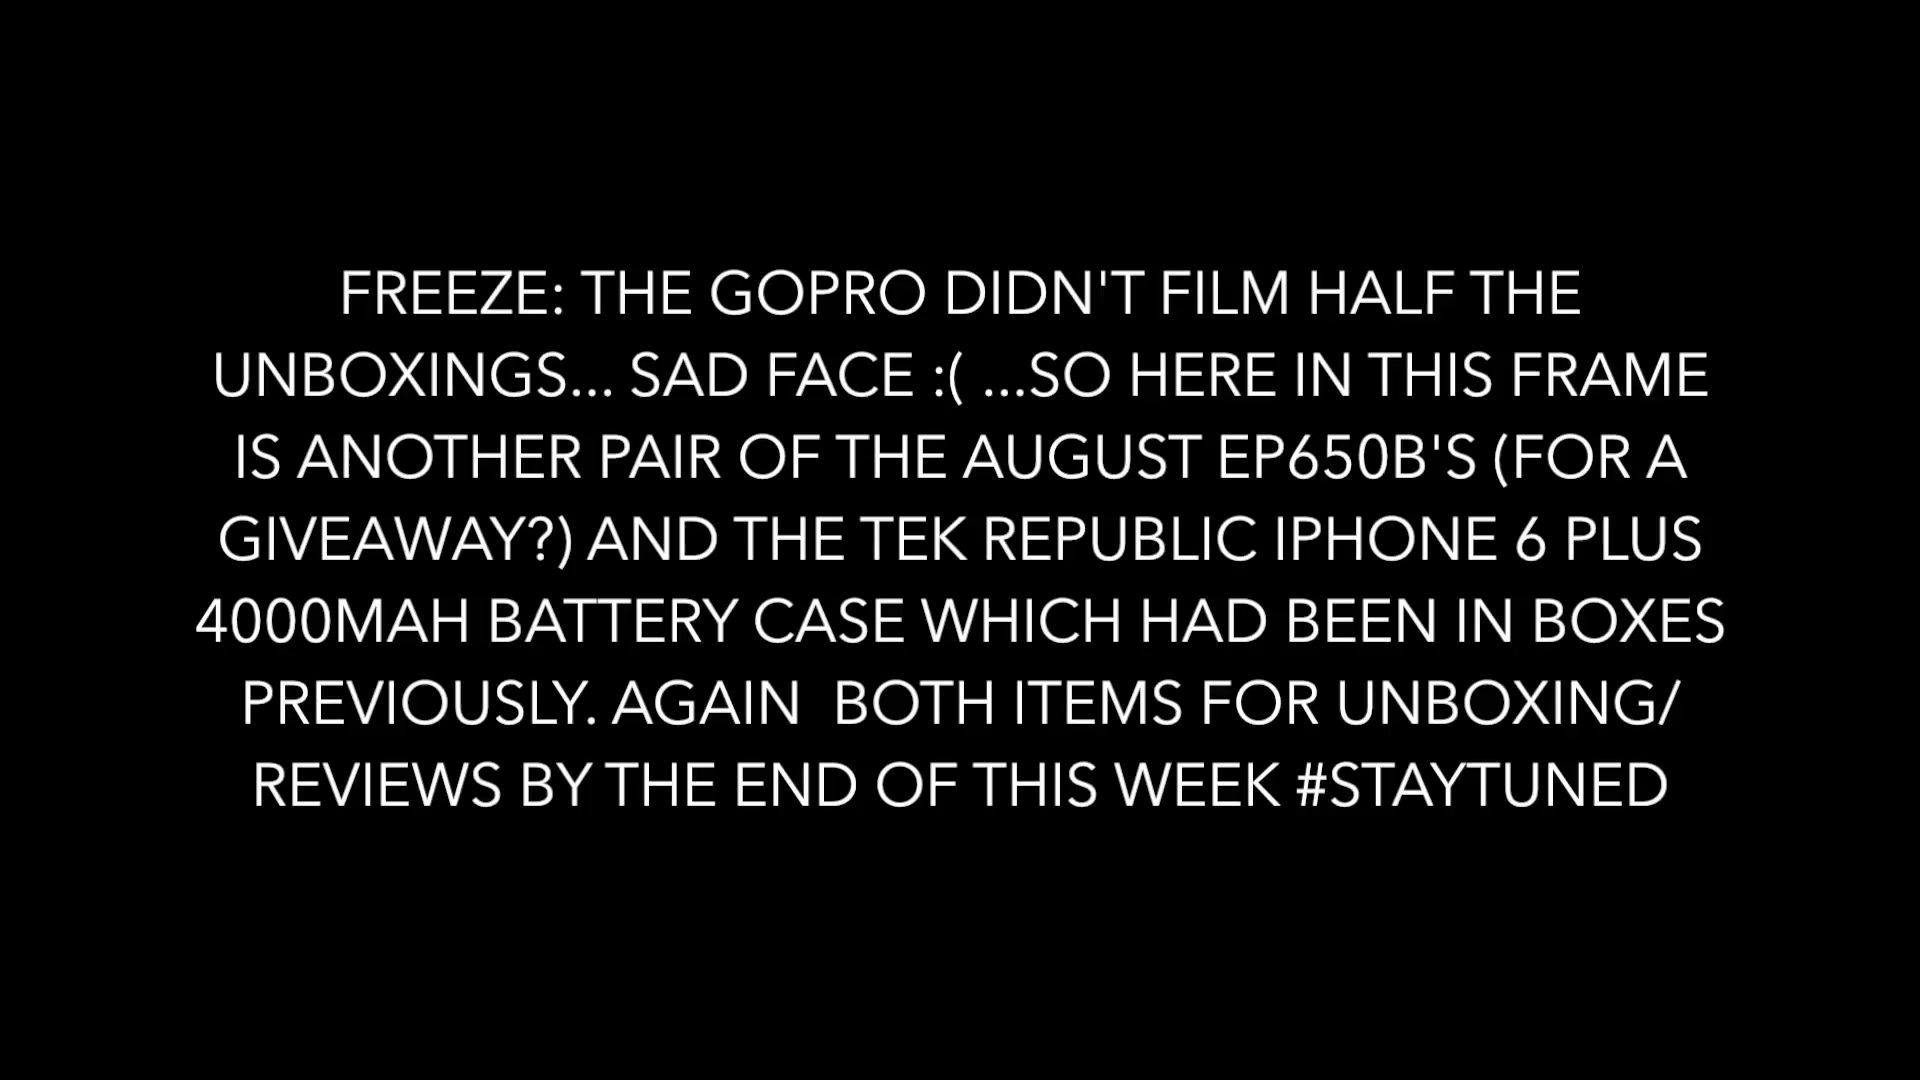 FREEZE: THE GOPRO DIDN'T FILM HALF THE
UNBOXINGS... SAD FACE :( ...SO HERE IN THIS FRAME
IS ANOTHER PAIR OF THE AUGUST EP650B'S (FOR A
GIVEAWAY?) AND THE TEK REPUBLIC IPHONE 6 PLUS
4000MAH BATTERY CASE WHICH HAD BEEN IN BOXES
PREVIOUSLY. AGAIN  BOTH ITEMS FOR UNBOXING/
REVIEWS BY THE END OF THIS WEEK #STAYTUNED